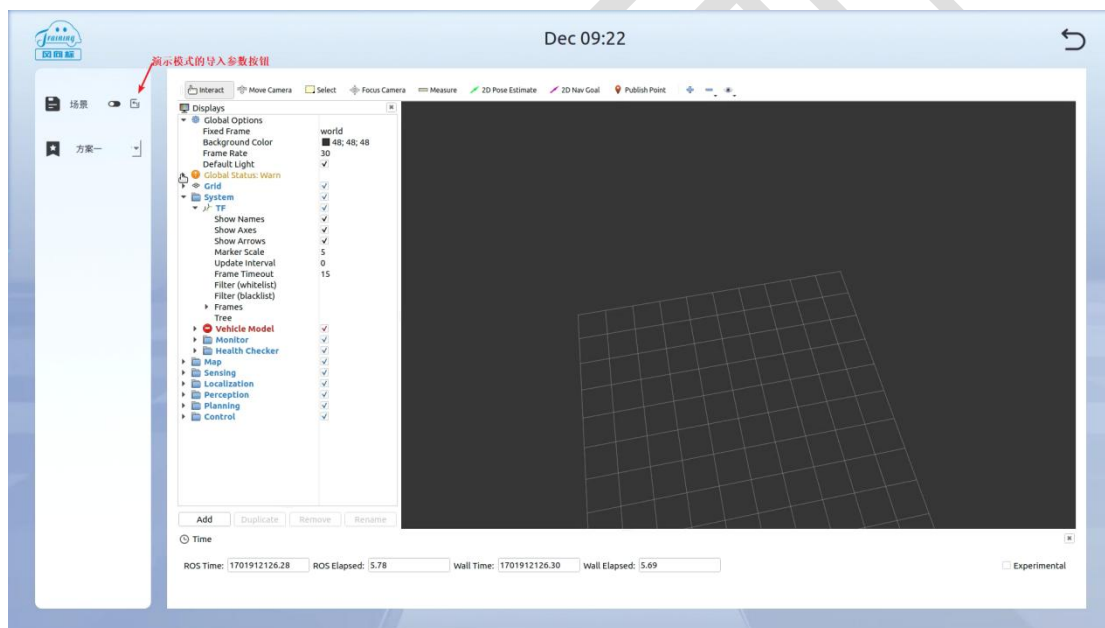 Training
Dec 09:22
演示模式的导入参数按钮
场景
方案一
Interact Move Camera Select Focus Camera Measure 2D Pose Estimate 2D Nav Goal Publish Point
Displays
Global Options
Fixed Frame world
Background Color 48; 48; 48
Frame Rate 30
Default Light
Global Status: Warn
Grid
System
TF
Show Names
Show Axes
Show Arrows
Marker Scale 5
Update Interval 0
Frame Timeout 15
Filter (whitelist)
Filter (blacklist)
Frames
Tree
Vehicle Model
Monitor
Health Checker
Map
Sensing
Localization
Perception
Planning
Control
Add Duplicate Remove Rename
Time
ROS Time: 1701912126.28 ROS Elapsed: 5.78 Wall Time: 1701912126.30 Wall Elapsed: 5.69 Experimental